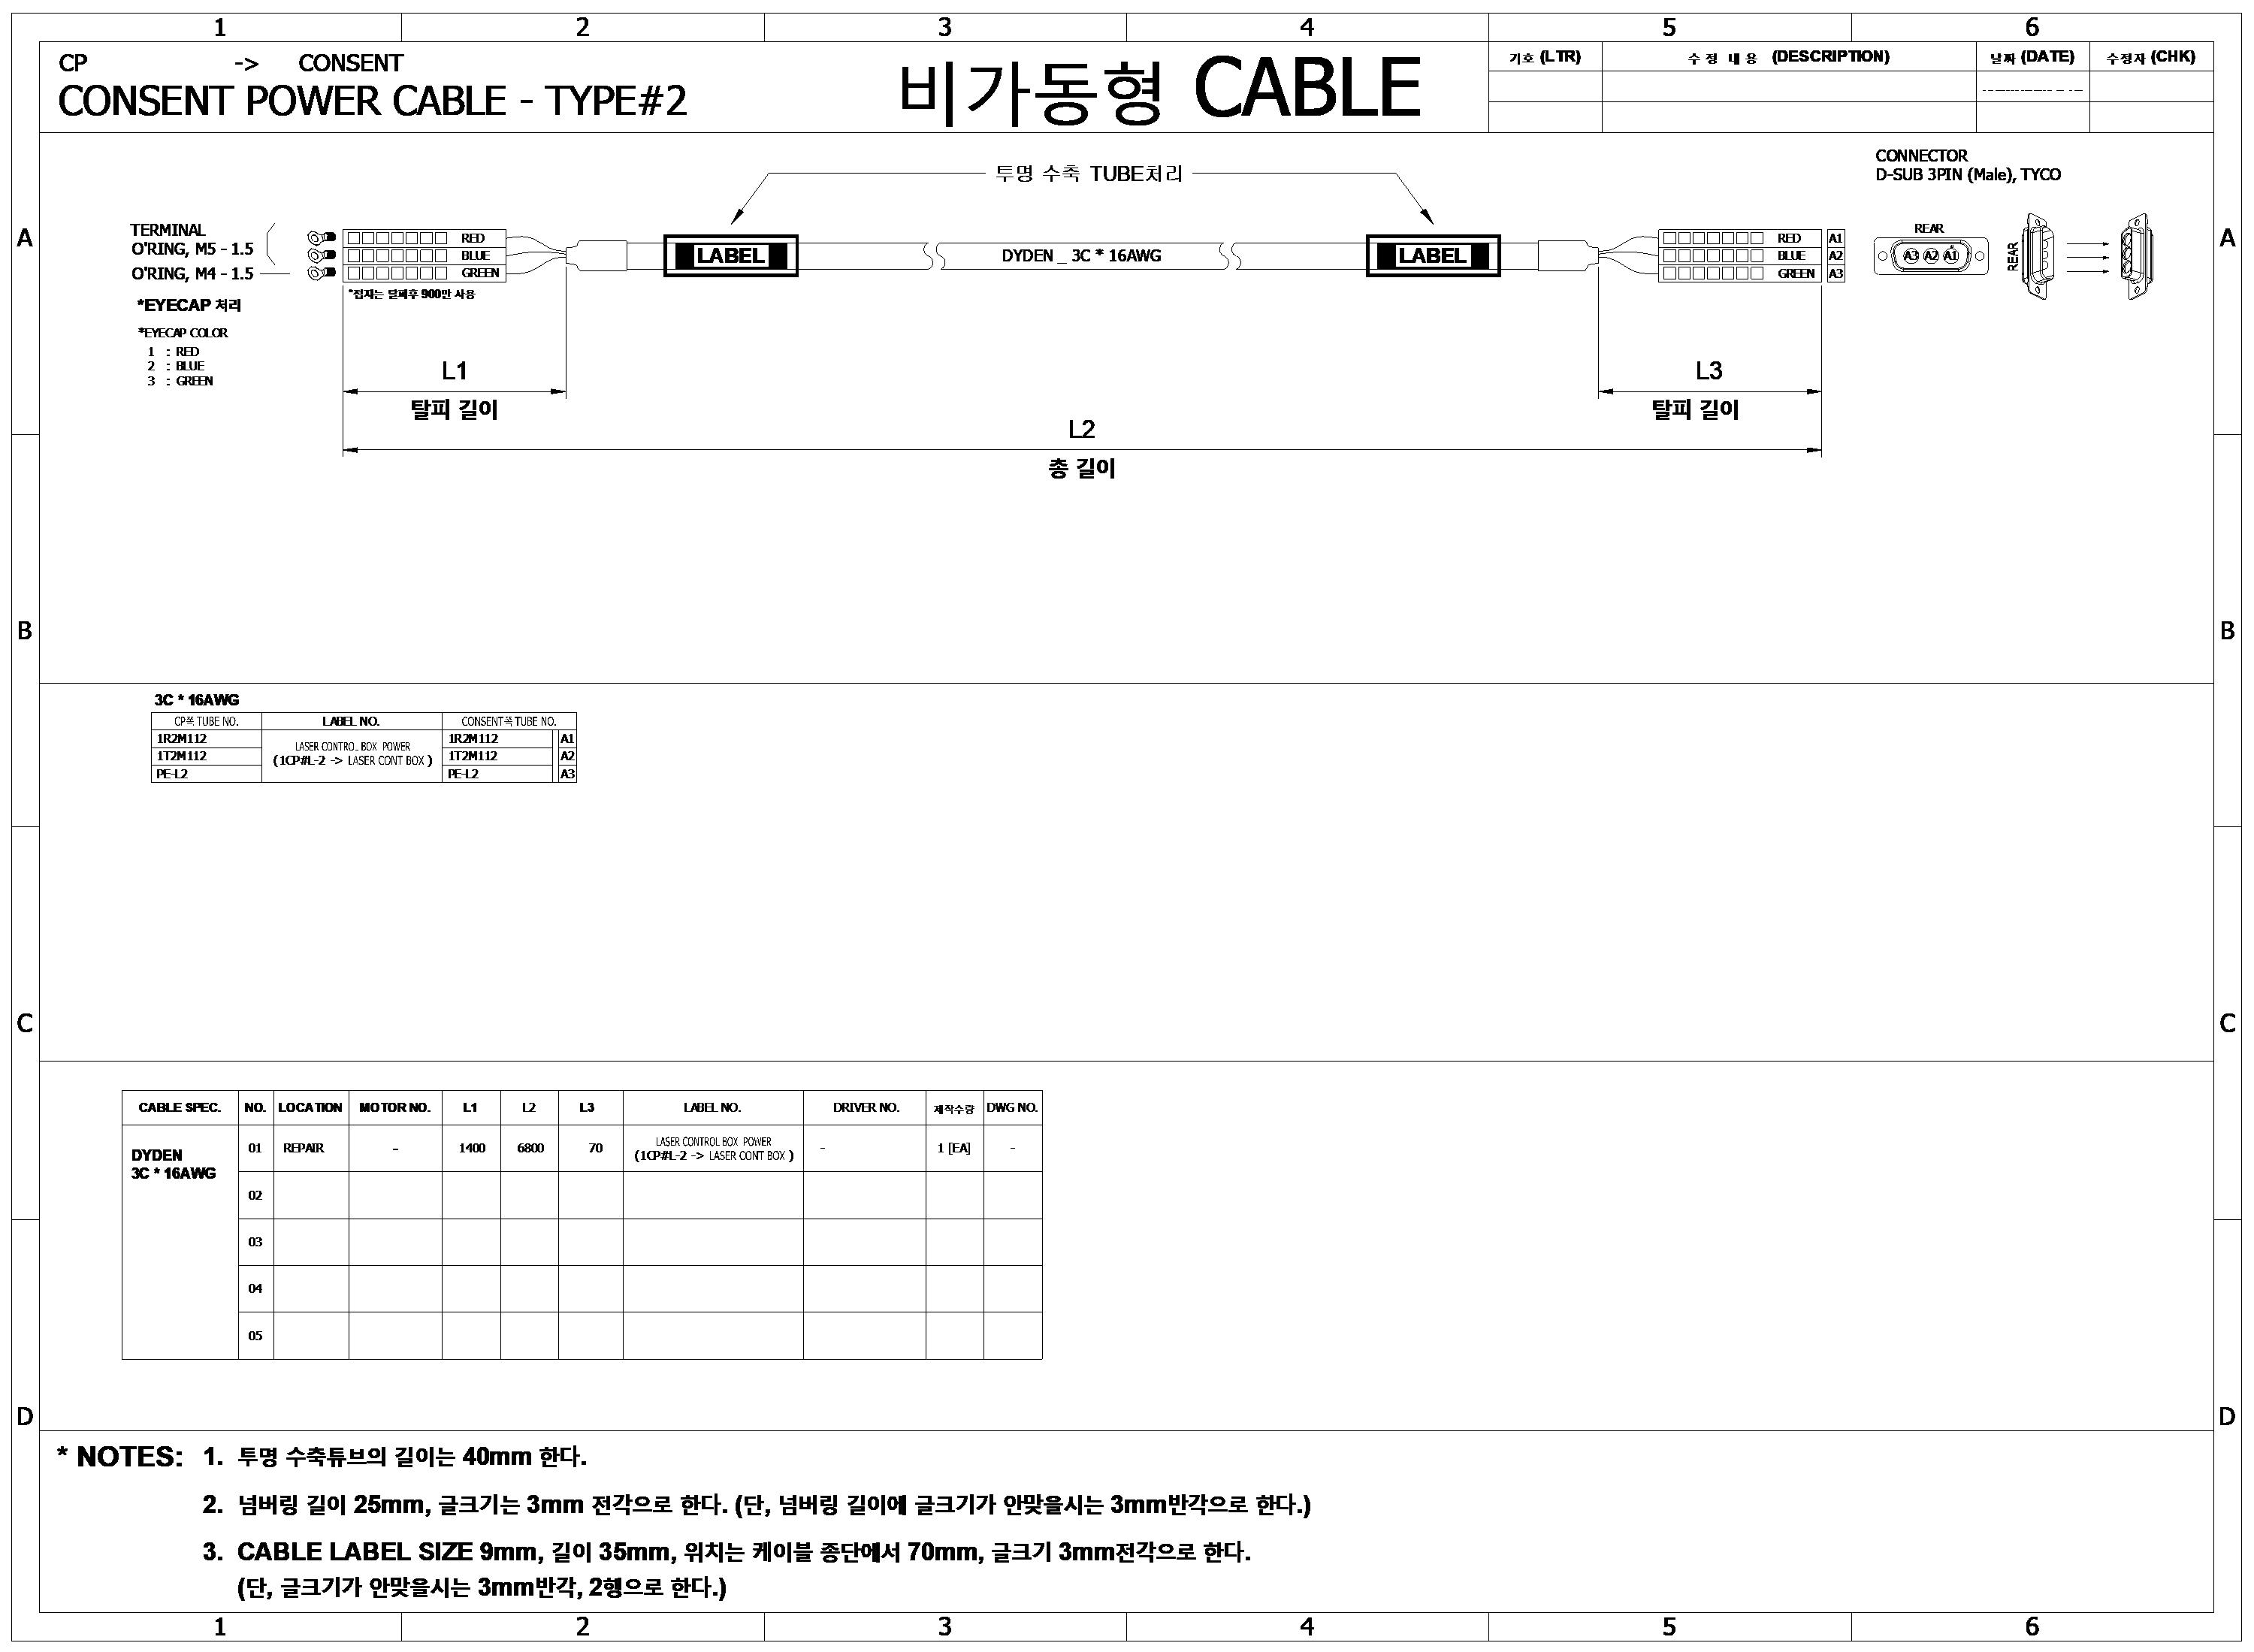 1 2 3 4 5 6
CP -> CONSENT
CONSENT POWER CABLE - TYPE#2
비가동형 CABLE
기호 (LTR) 수 정 내 용 (DESCRIPTION) 날짜 (DATE) 수정자 (CHK)
CONNECTOR
D-SUB 3PIN (Male), TYCO
투명 수축 TUBE처리
A
TERMINAL
O'RING, M5 - 1.5
O'RING, M4 - 1.5
*EYECAP 처리
*EYECAP COLOR
1 : RED
2 : BLUE
3 : GREEN
RED
BLUE
GREEN
*접지는 탈피후 900만 사용
LABEL
DYDEN _ 3C * 16AWG
LABEL
RED A1
BLUE A2
GREEN A3
REAR
A3 A2 A1
REAR
A
L1
탈피 길이
L3
탈피 길이
L2
총 길이
B B
3C * 16AWG
CP쪽 TUBE NO. LABEL NO. CONSENT쪽 TUBE NO.
1R2M112 LASER CONTROL BOX POWER 1R2M112 A1
1T2M112 (1CP#L-2 -> LASER CONT BOX ) 1T2M112 A2
PE-L2 PE-L2 A3
C C
CABLE SPEC. NO. LOCATION MOTOR NO. L1 L2 L3 LABEL NO. DRIVER NO. 제작수량 DWG NO.
DYDEN
3C * 16AWG
01 REPAIR - 1400 6800 70 LASER CONTROL BOX POWER
(1CP#L-2 -> LASER CONT BOX ) - 1 [EA] -
02
03
04
05
D D
* NOTES: 1. 투명 수축튜브의 길이는 40mm 한다.
2. 넘버링 길이 25mm, 글크기는 3mm 전각으로 한다. (단, 넘버링 길이에 글크기가 안맞을시는 3mm반각으로 한다.)
3. CABLE LABEL SIZE 9mm, 길이 35mm, 위치는 케이블 종단에서 70mm, 글크기 3mm전각으로 한다.
(단, 글크기가 안맞을시는 3mm반각, 2행으로 한다.)
1 2 3 4 5 6